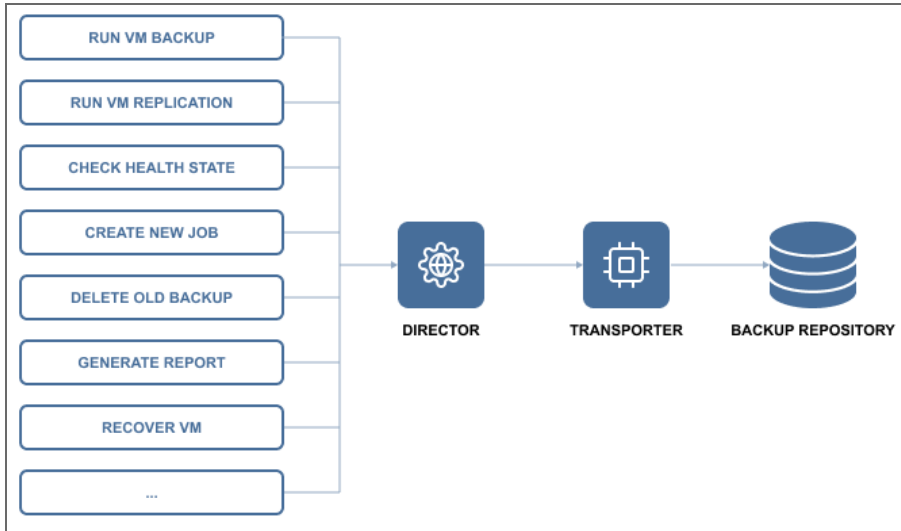 RUN VM BACKUP
RUN VM REPLICATION
CHECK HEALTH STATE
CREATE NEW JOB
DELETE OLD BACKUP
GENERATE REPORT
RECOVER VM
...
DIRECTOR
TRANSPORTER
BACKUP REPOSITORY